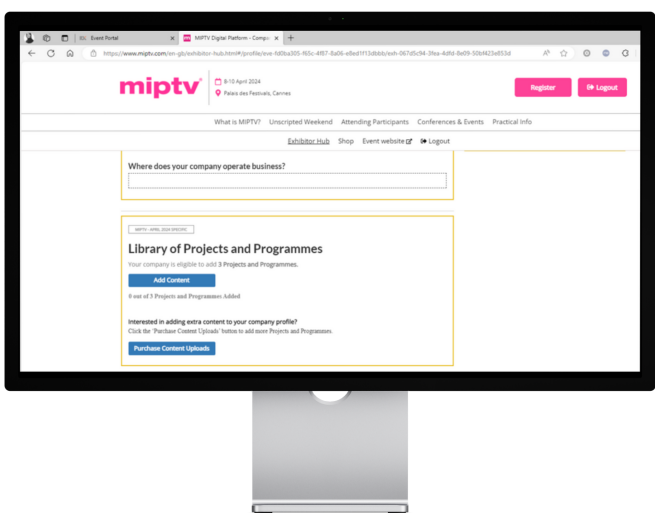 Event Portal
MIPTV Digital Platform - Compa
https://www.miptv.com/en-gb/exhibitor-hub.html#/profile/eve-fd0ba205-f65c-4f87-8a06-e8ed1f13dbbb/exh-067d5c94-3fea-4dfd-8e09-50bf423e853d
miptv
8-10 April 2024
Palais des Festivals, Cannes
Register
Logout
What is MIPTV? Unscripted Weekend Attending Participants Conferences & Events Practical Info
Exhibitor Hub Shop Event website Logout
Where does your company operate business?
MIPTV - APRIL 2024 SPECIFIC
Library of Projects and Programmes
Your company is eligible to add 3 Projects and Programmes.
Add Content
0 out of 3 Projects and Programmes Added
Interested in adding extra content to your company profile?
Click the 'Purchase Content Uploads' button to add more Projects and Programmes.
Purchase Content Uploads